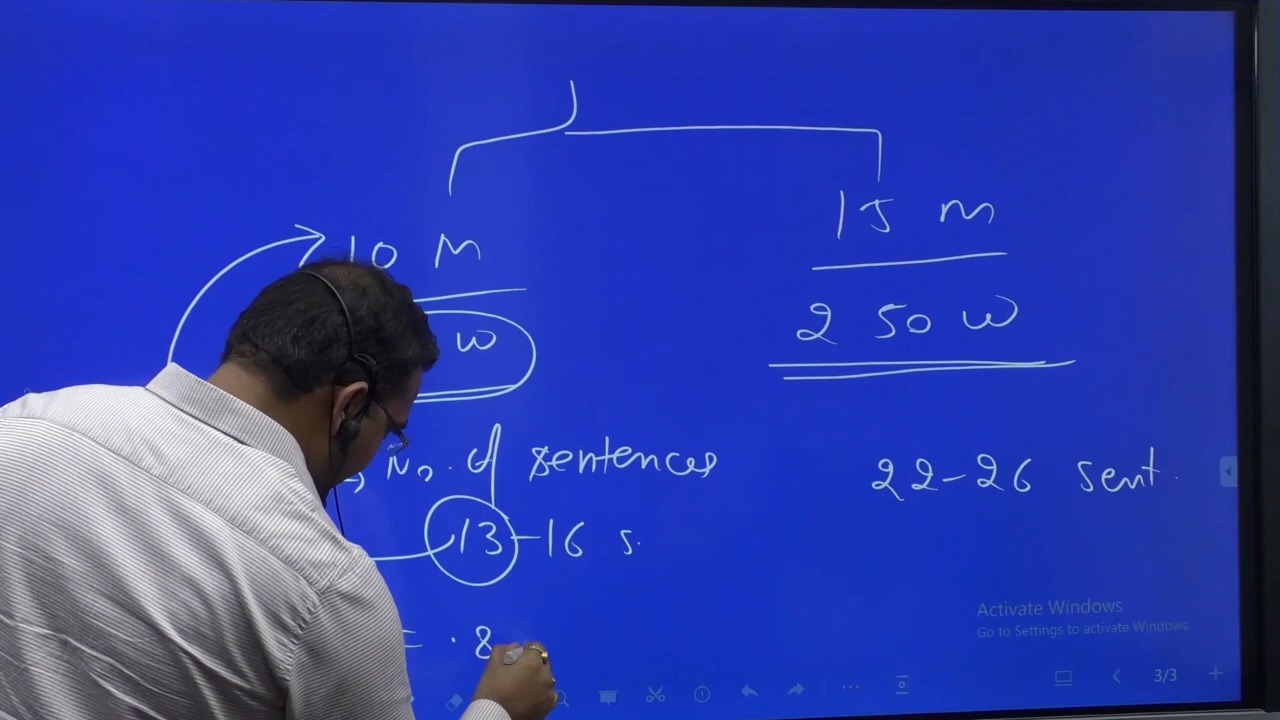 10 M
15 m
W
250 W
No. of sentences
22-26 sent.
13-16 s.
= .8
Activate Windows
Go to Settings to activate Windows.
3/3